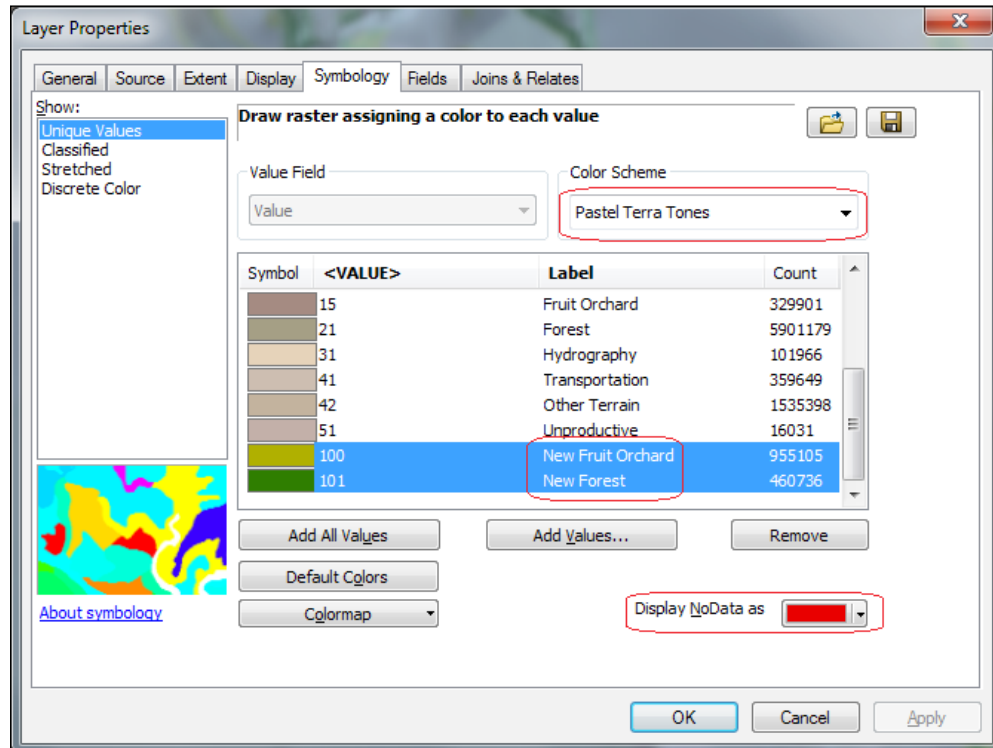 Layer Properties
General Source Extent Display Symbology Fields Joins & Relates
Show:
Unique Values
Classified
Stretched
Discrete Color
Draw raster assigning a color to each value
Value Field
Value
Color Scheme
Pastel Terra Tones
Symbol <VALUE> Label Count
15 Fruit Orchard 329901
21 Forest 5901179
31 Hydrography 101966
41 Transportation 359649
42 Other Terrain 1535398
51 Unproductive 16031
100 New Fruit Orchard 955105
101 New Forest 460736
Add All Values Add Values... Remove
Default Colors
Colormap
Display NoData as
About symbology
OK Cancel Apply